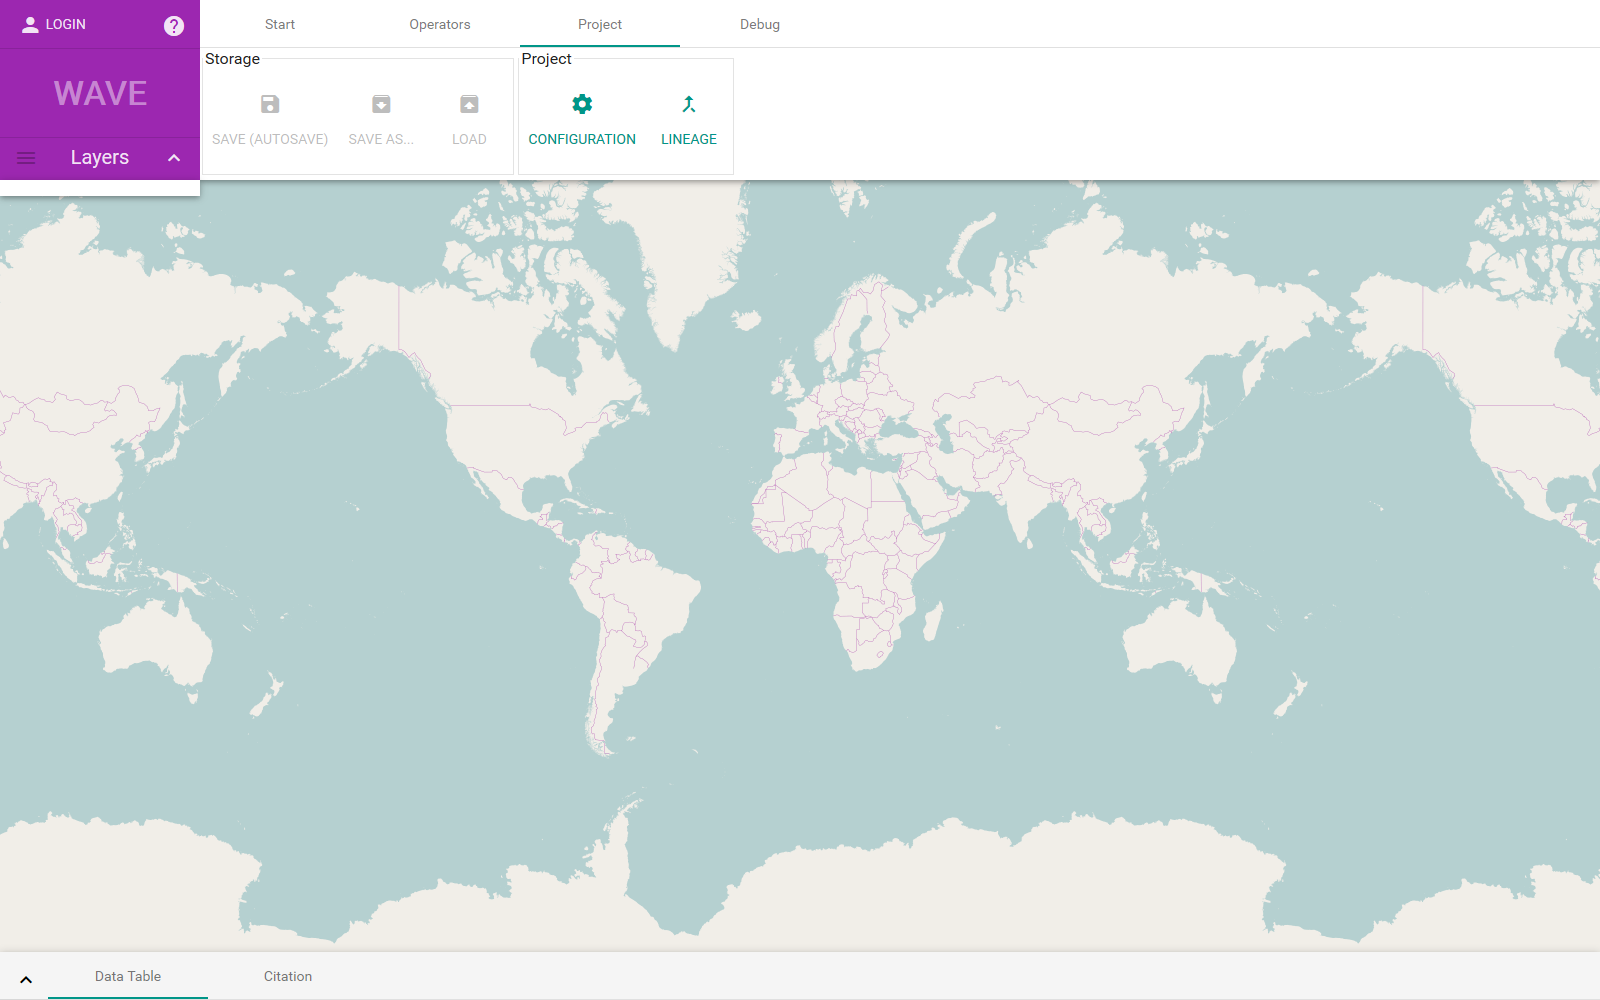 LOGIN
Start
Operators
Project
Debug
WAVE
Layers
Storage
SAVE (AUTOSAVE)
SAVE AS...
LOAD
Project
CONFIGURATION
LINEAGE
Data Table
Citation